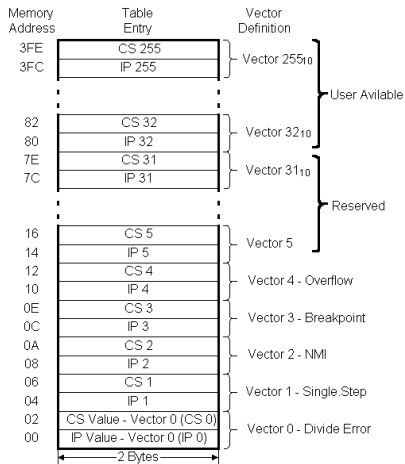 Memory Address Table Entry Vector Definition
3FE CS 255
3FC IP 255
Vector 255₁₀
User Avilable
82 CS 32
80 IP 32
Vector 32₁₀
7E CS 31
7C IP 31
Vector 31₁₀
Reserved
16 CS 5
14 IP 5
Vector 5
12 CS 4
10 IP 4
Vector 4 - Overflow
0E CS 3
0C IP 3
Vector 3 - Breakpoint
0A CS 2
08 IP 2
Vector 2 - NMI
06 CS 1
04 IP 1
Vector 1 - Single.Step
02 CS Value - Vector 0 (CS 0)
00 IP Value - Vector 0 (IP 0)
Vector 0 - Divide Error
2 Bytes